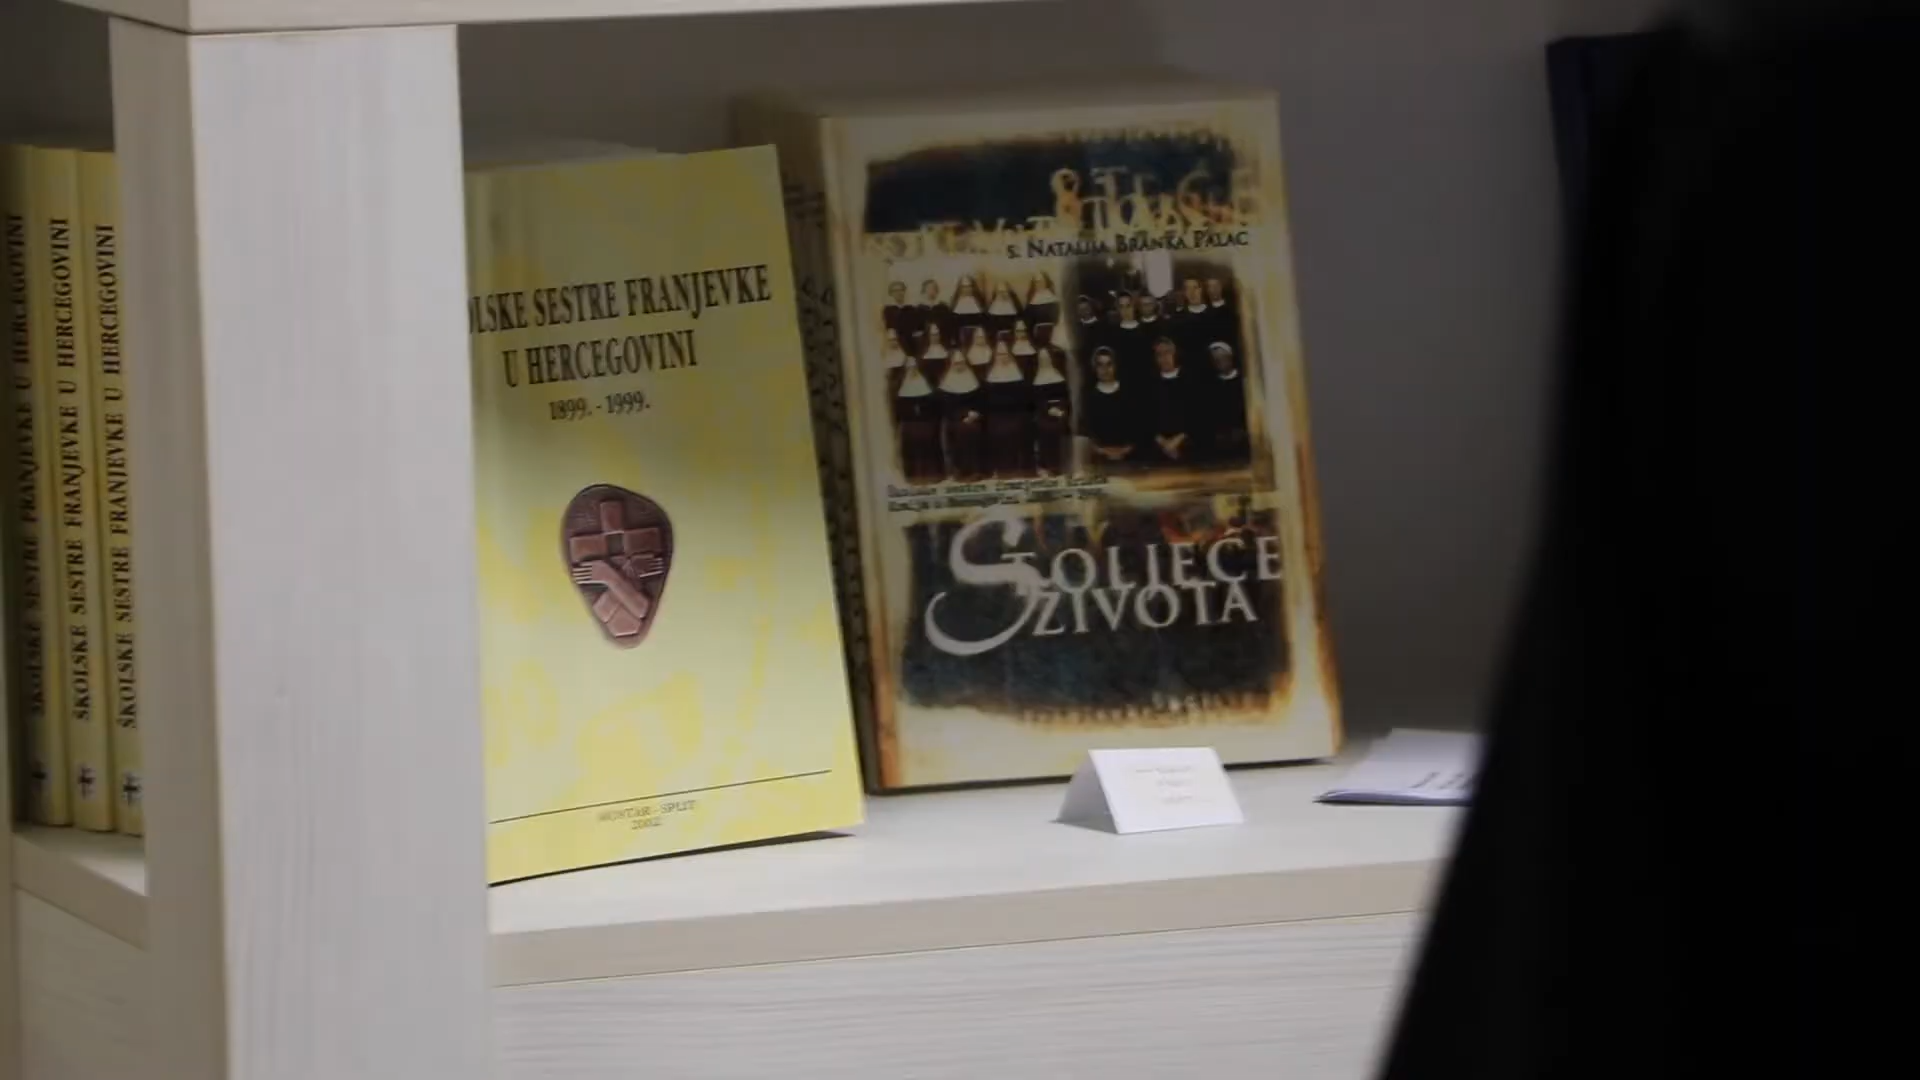 ŠKOLSKE SESTRE FRANJEVKE U HERCEGOVINI
ŠKOLSKE SESTRE FRANJEVKE U HERCEGOVINI
ŠKOLSKE SESTRE FRANJEVKE U HERCEGOVINI
OLSKE SESTRE FRANJEVKE
U HERCEGOVINI
1899. - 1999.
MOSTAR - SPLIT
2002.
s. NATALIJA BRANKA PALAC
STOLJEĆE
ŽIVOTA